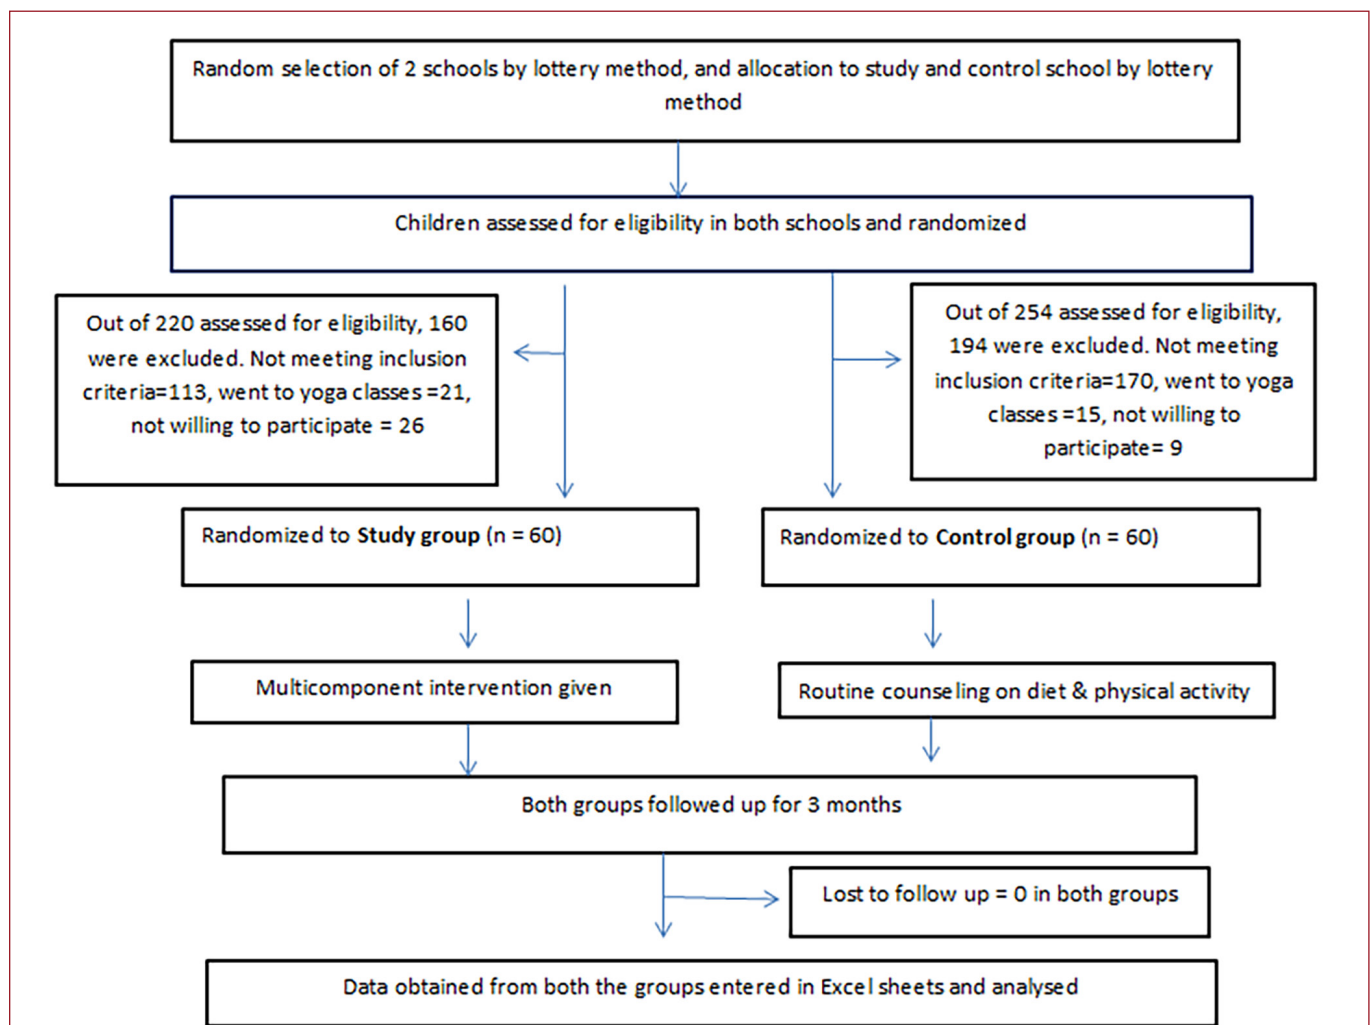 Random selection of 2 schools by lottery method, and allocation to study and control school by lottery
method
Children assessed for eligibility in both schools and randomized
Out of 220 assessed for eligibility, 160
were excluded. Not meeting inclusion
criteria=113, went to yoga classes =21,
not willing to participate = 26
Out of 254 assessed for eligibility,
194 were excluded. Not meeting
inclusion criteria=170, went to yoga
classes =15, not willing to
participate= 9
Randomized to Study group (n = 60)
Randomized to Control group (n = 60)
Multicomponent intervention given
Routine counseling on diet & physical activity
Both groups followed up for 3 months
Lost to follow up = 0 in both groups
Data obtained from both the groups entered in Excel sheets and analysed